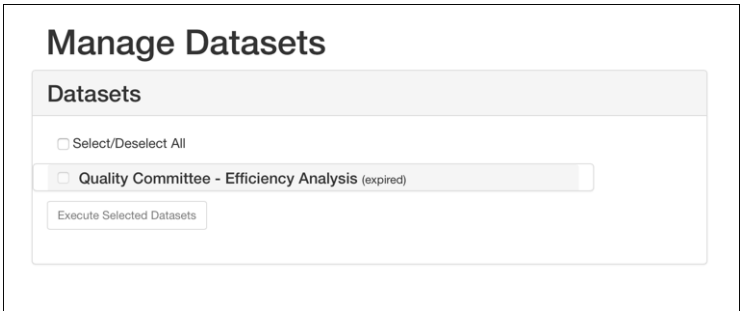 Manage Datasets
Datasets
Select/Deselect All
Quality Committee - Efficiency Analysis (expired)
Execute Selected Datasets